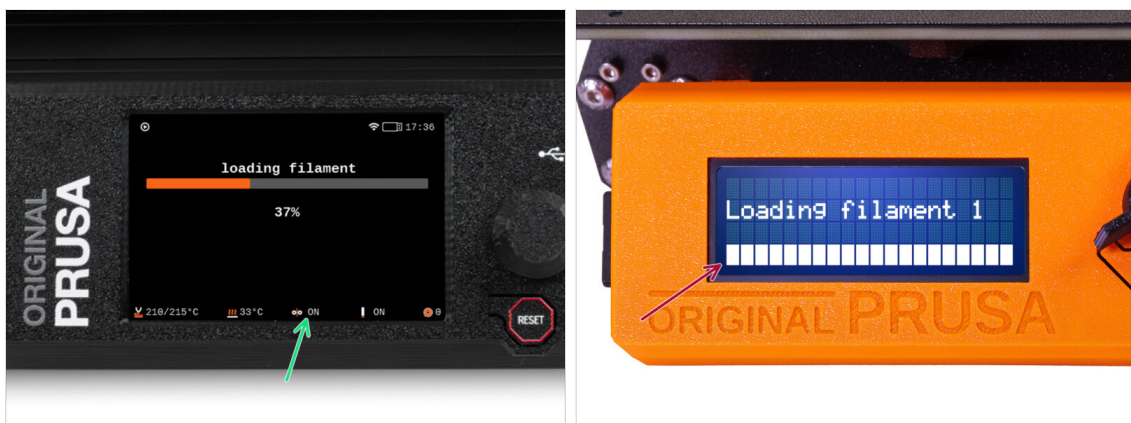 17:36
loading filament
37%
210/215°C 33°C ON ON 0
ORIGINAL
PRUSA
RESET
Loading filament 1
ORIGINAL PRUSA